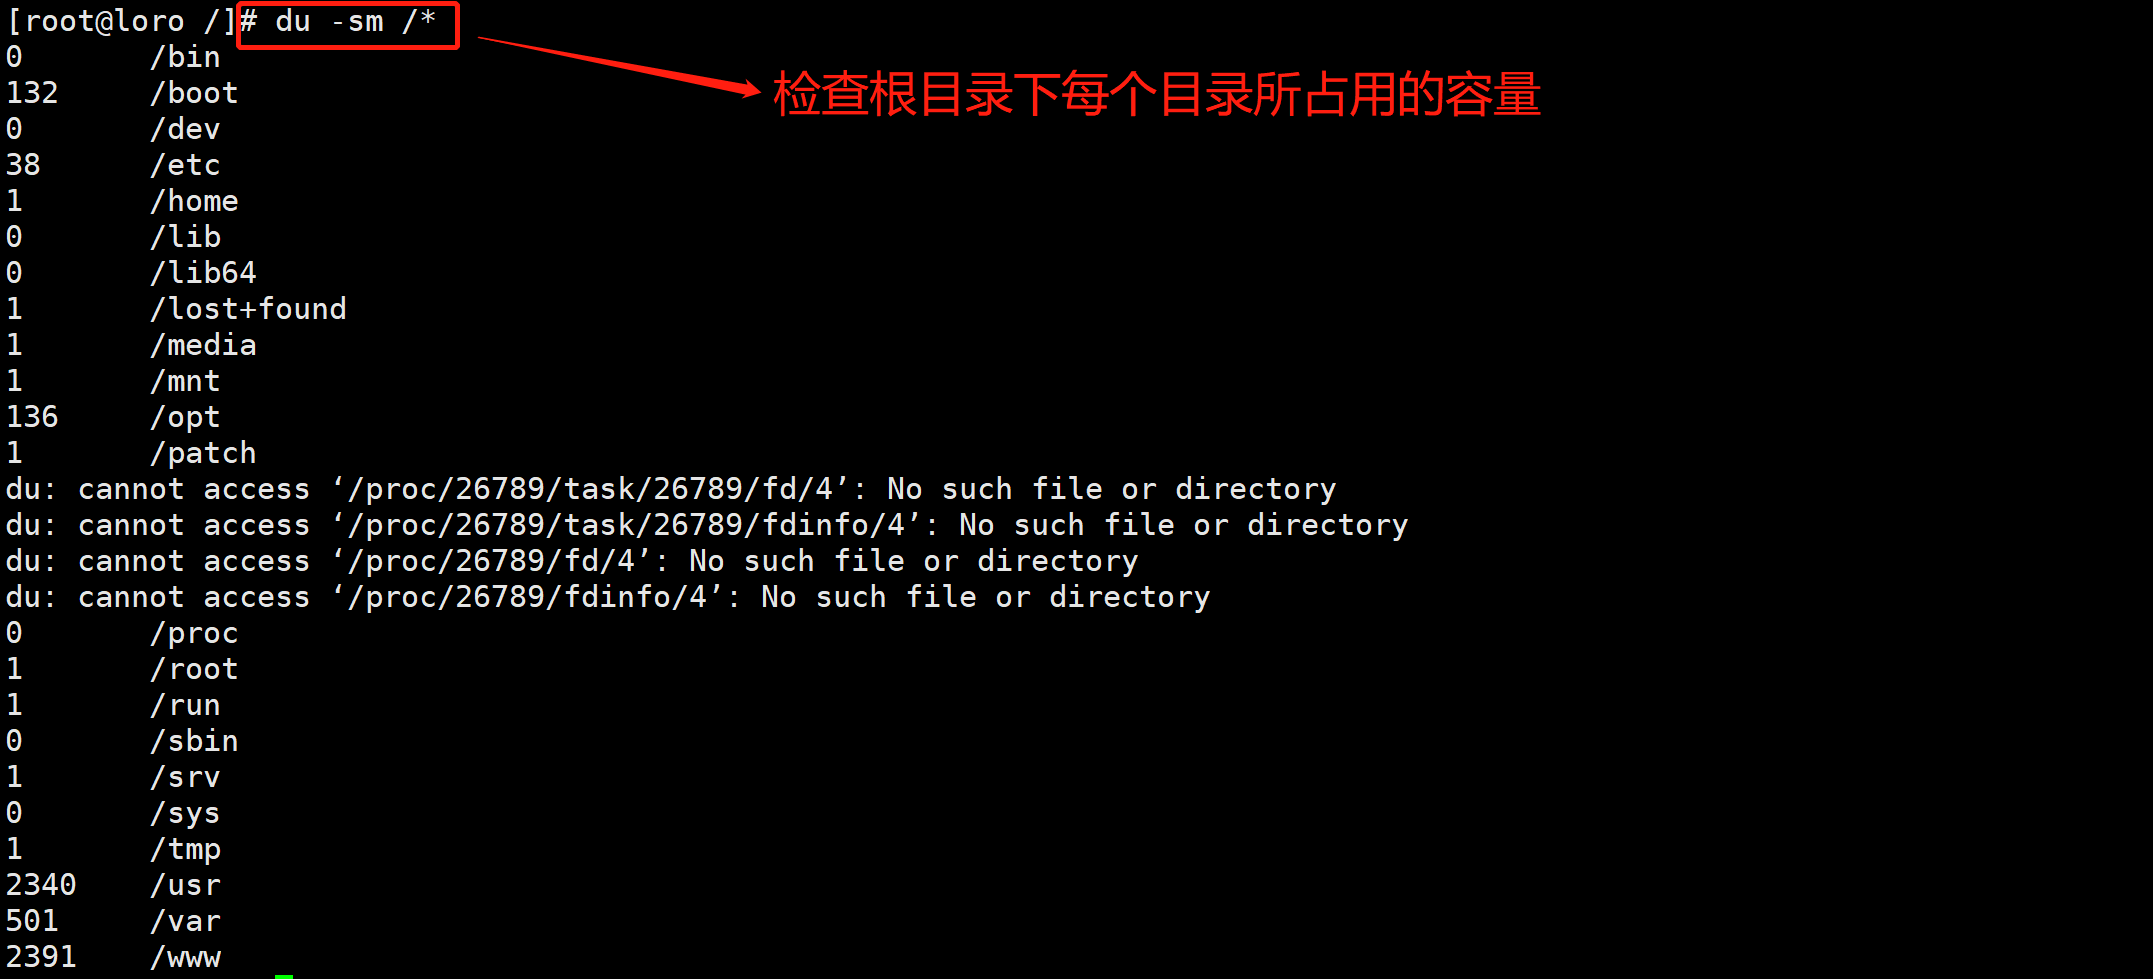 [root@loro /]# du -sm /*
检查根目录下每个目录所占用的容量
0 /bin
132 /boot
0 /dev
38 /etc
1 /home
0 /lib
0 /lib64
1 /lost+found
1 /media
1 /mnt
136 /opt
1 /patch
du: cannot access ‘/proc/26789/task/26789/fd/4’: No such file or directory
du: cannot access ‘/proc/26789/task/26789/fdinfo/4’: No such file or directory
du: cannot access ‘/proc/26789/fd/4’: No such file or directory
du: cannot access ‘/proc/26789/fdinfo/4’: No such file or directory
0 /proc
1 /root
1 /run
0 /sbin
1 /srv
0 /sys
1 /tmp
2340 /usr
501 /var
2391 /www